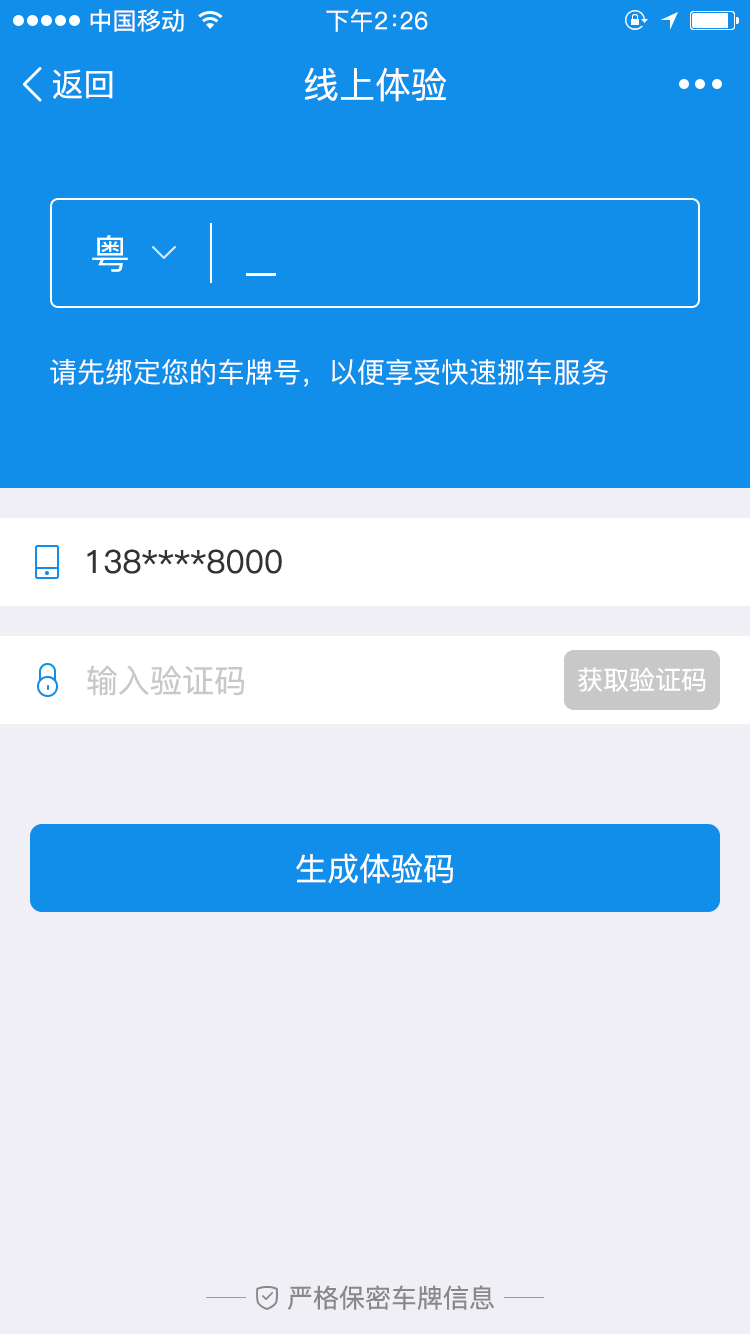 中国移动 下午2:26
返回 线上体验
粤
请先绑定您的车牌号，以便享受快速挪车服务
138****8000
输入验证码 获取验证码
生成体验码
严格保密车牌信息